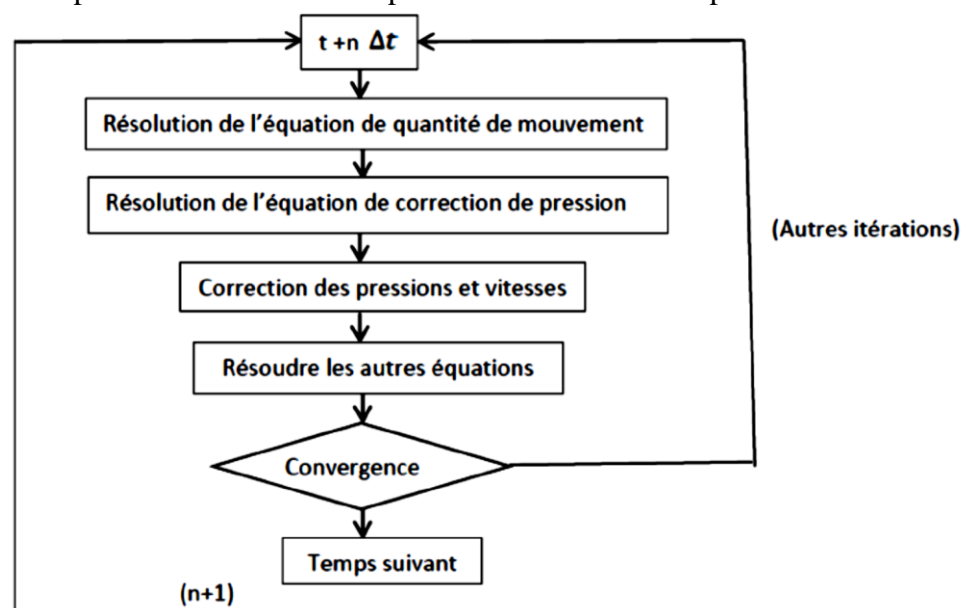 t +n Δt
Résolution de l'équation de quantité de mouvement
Résolution de l'équation de correction de pression
(Autres itérations)
Correction des pressions et vitesses
Résoudre les autres équations
Convergence
Temps suivant
(n+1)